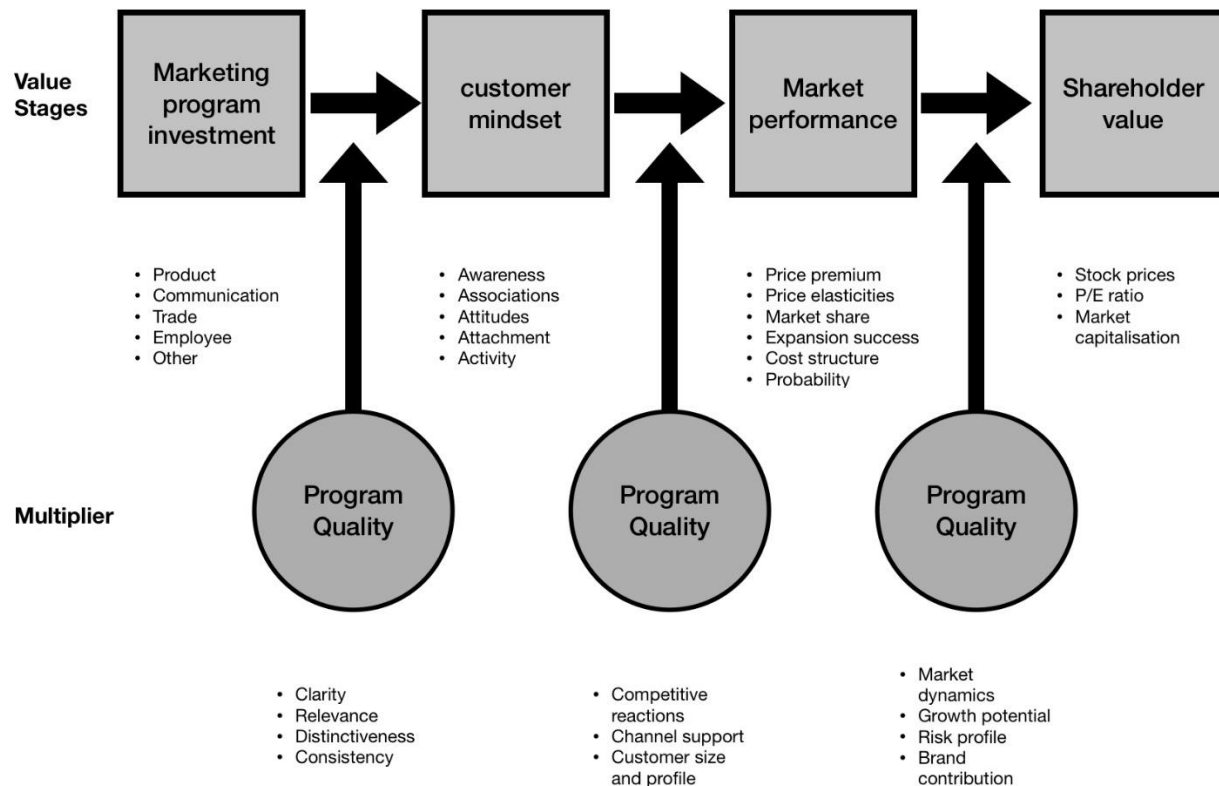 Value
Stages
Marketing
program
investment
customer
mindset
Market
performance
Shareholder
value
• Product
• Communication
• Trade
• Employee
• Other
• Awareness
• Associations
• Attitudes
• Attachment
• Activity
• Price premium
• Price elasticities
• Market share
• Expansion success
• Cost structure
• Probability
• Stock prices
• P/E ratio
• Market
capitalisation
Multiplier
Program
Quality
Program
Quality
Program
Quality
• Clarity
• Relevance
• Distinctiveness
• Consistency
• Competitive
reactions
• Channel support
• Customer size
and profile
• Market
dynamics
• Growth potential
• Risk profile
• Brand
contribution